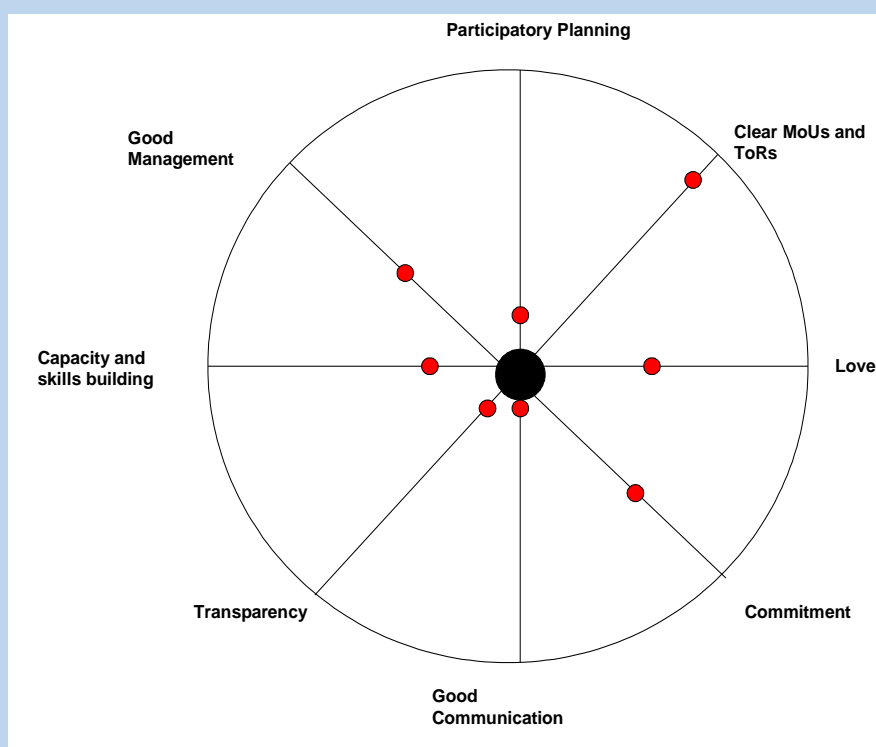 Participatory Planning
Clear MoUs and
ToRs
Good
Management
Capacity and
skills building
Love
Transparency
Commitment
Good
Communication